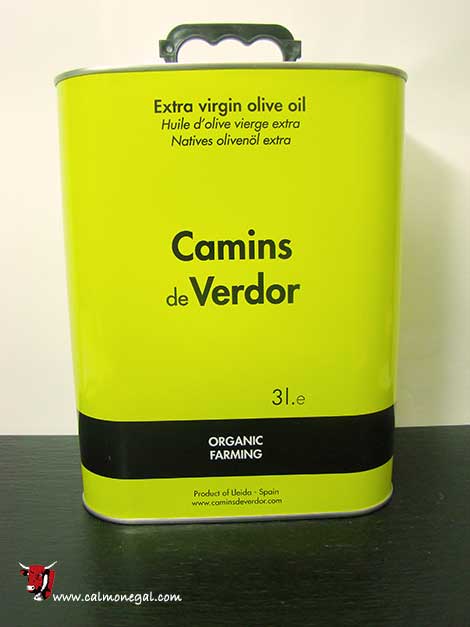 Extra virgin olive oil
Huile d'olive vierge extra
Natives olivenöl extra
Camins
de Verdor
3l.e
ORGANIC
FARMING
Product of Lleida - Spain
www.caminsdeverdor.com
www.calmonegal.com